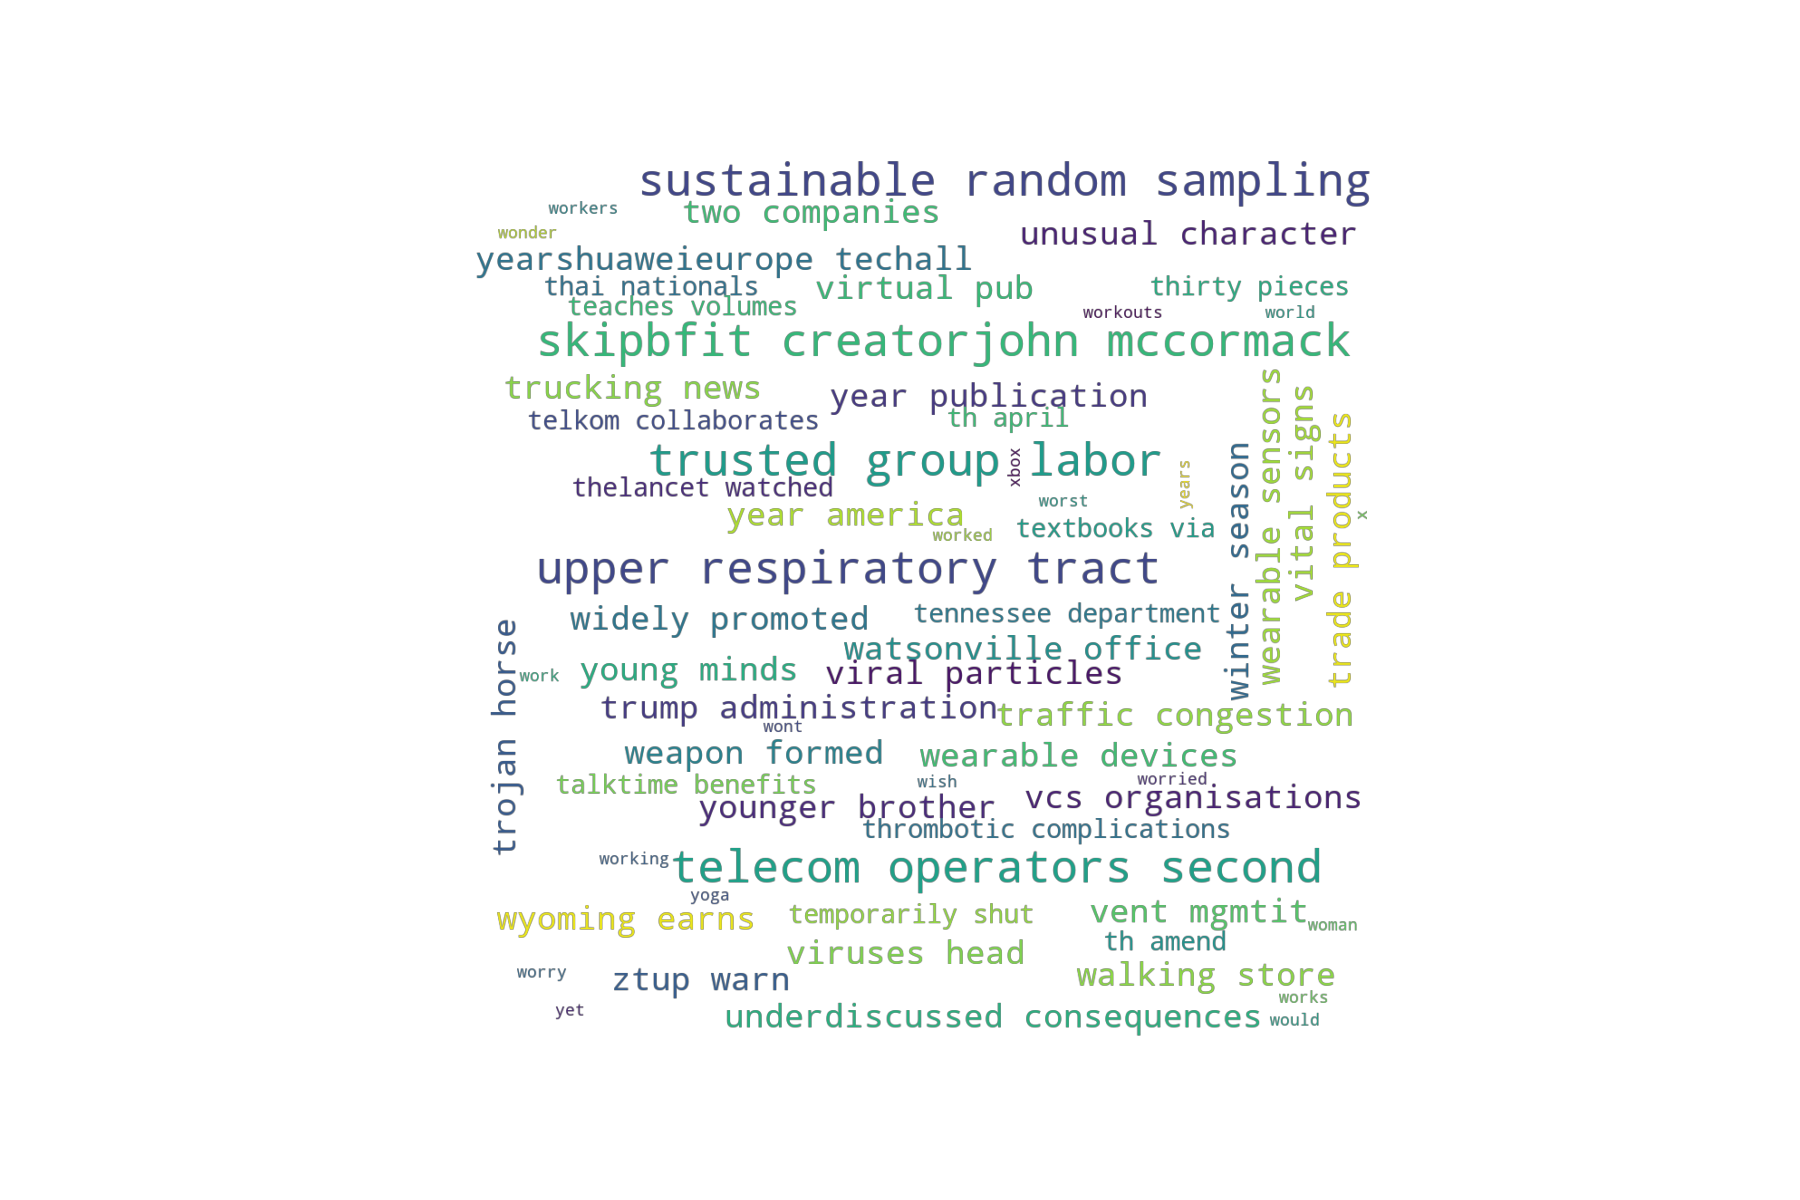 sustainable random sampling
workers
two companies
wonder
unusual character
yearshuaweieurope techall
thai nationals
virtual pub
thirty pieces
teaches volumes
workouts
world
skipbfit creatorjohn mccormack
trucking news
year publication
telkom collaborates
th april
wearable sensors
vital signs
trade products
winter season
trusted group labor
xbox
years
thelancet watched
worst
year america
x
worked
textbooks via
upper respiratory tract
widely promoted
tennessee department
trojan horse
watsonville office
work
young minds
viral particles
trump administration
traffic congestion
wont
weapon formed
wearable devices
talktime benefits
wish
worried
younger brother
vcs organisations
thrombotic complications
working
telecom operators second
yoga
wyoming earns
temporarily shut
vent mgmtit
woman
th amend
viruses head
worry
ztup warn
walking store
works
yet
underdiscussed consequences
would